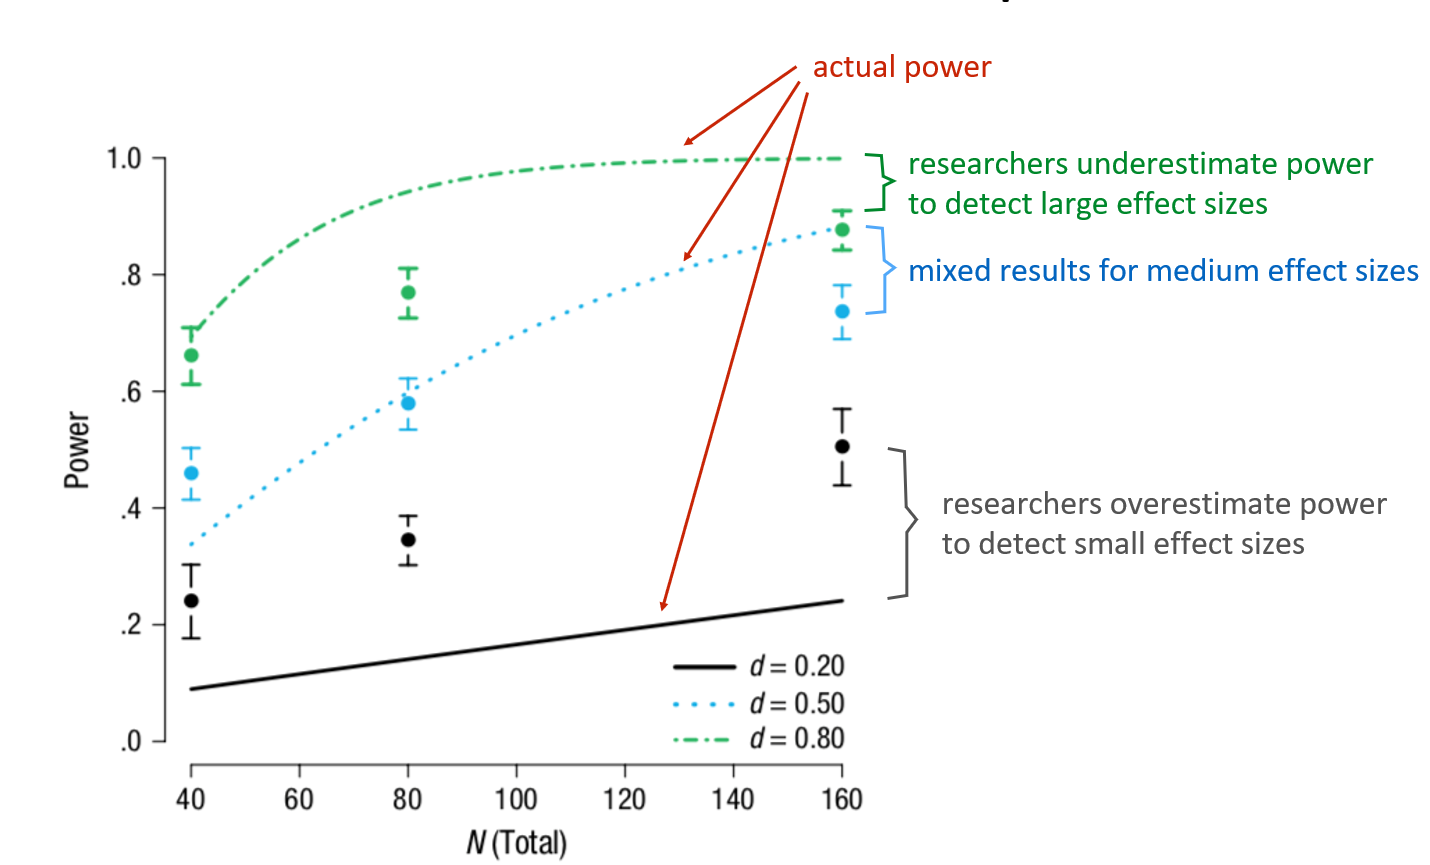 actual power
1.0
.8
.6
.4
.2
.0
Power
researchers underestimate power
to detect large effect sizes
mixed results for medium effect sizes
researchers overestimate power
to detect small effect sizes
d = 0.20
d = 0.50
d = 0.80
40 60 80 100 120 140 160
N (Total)